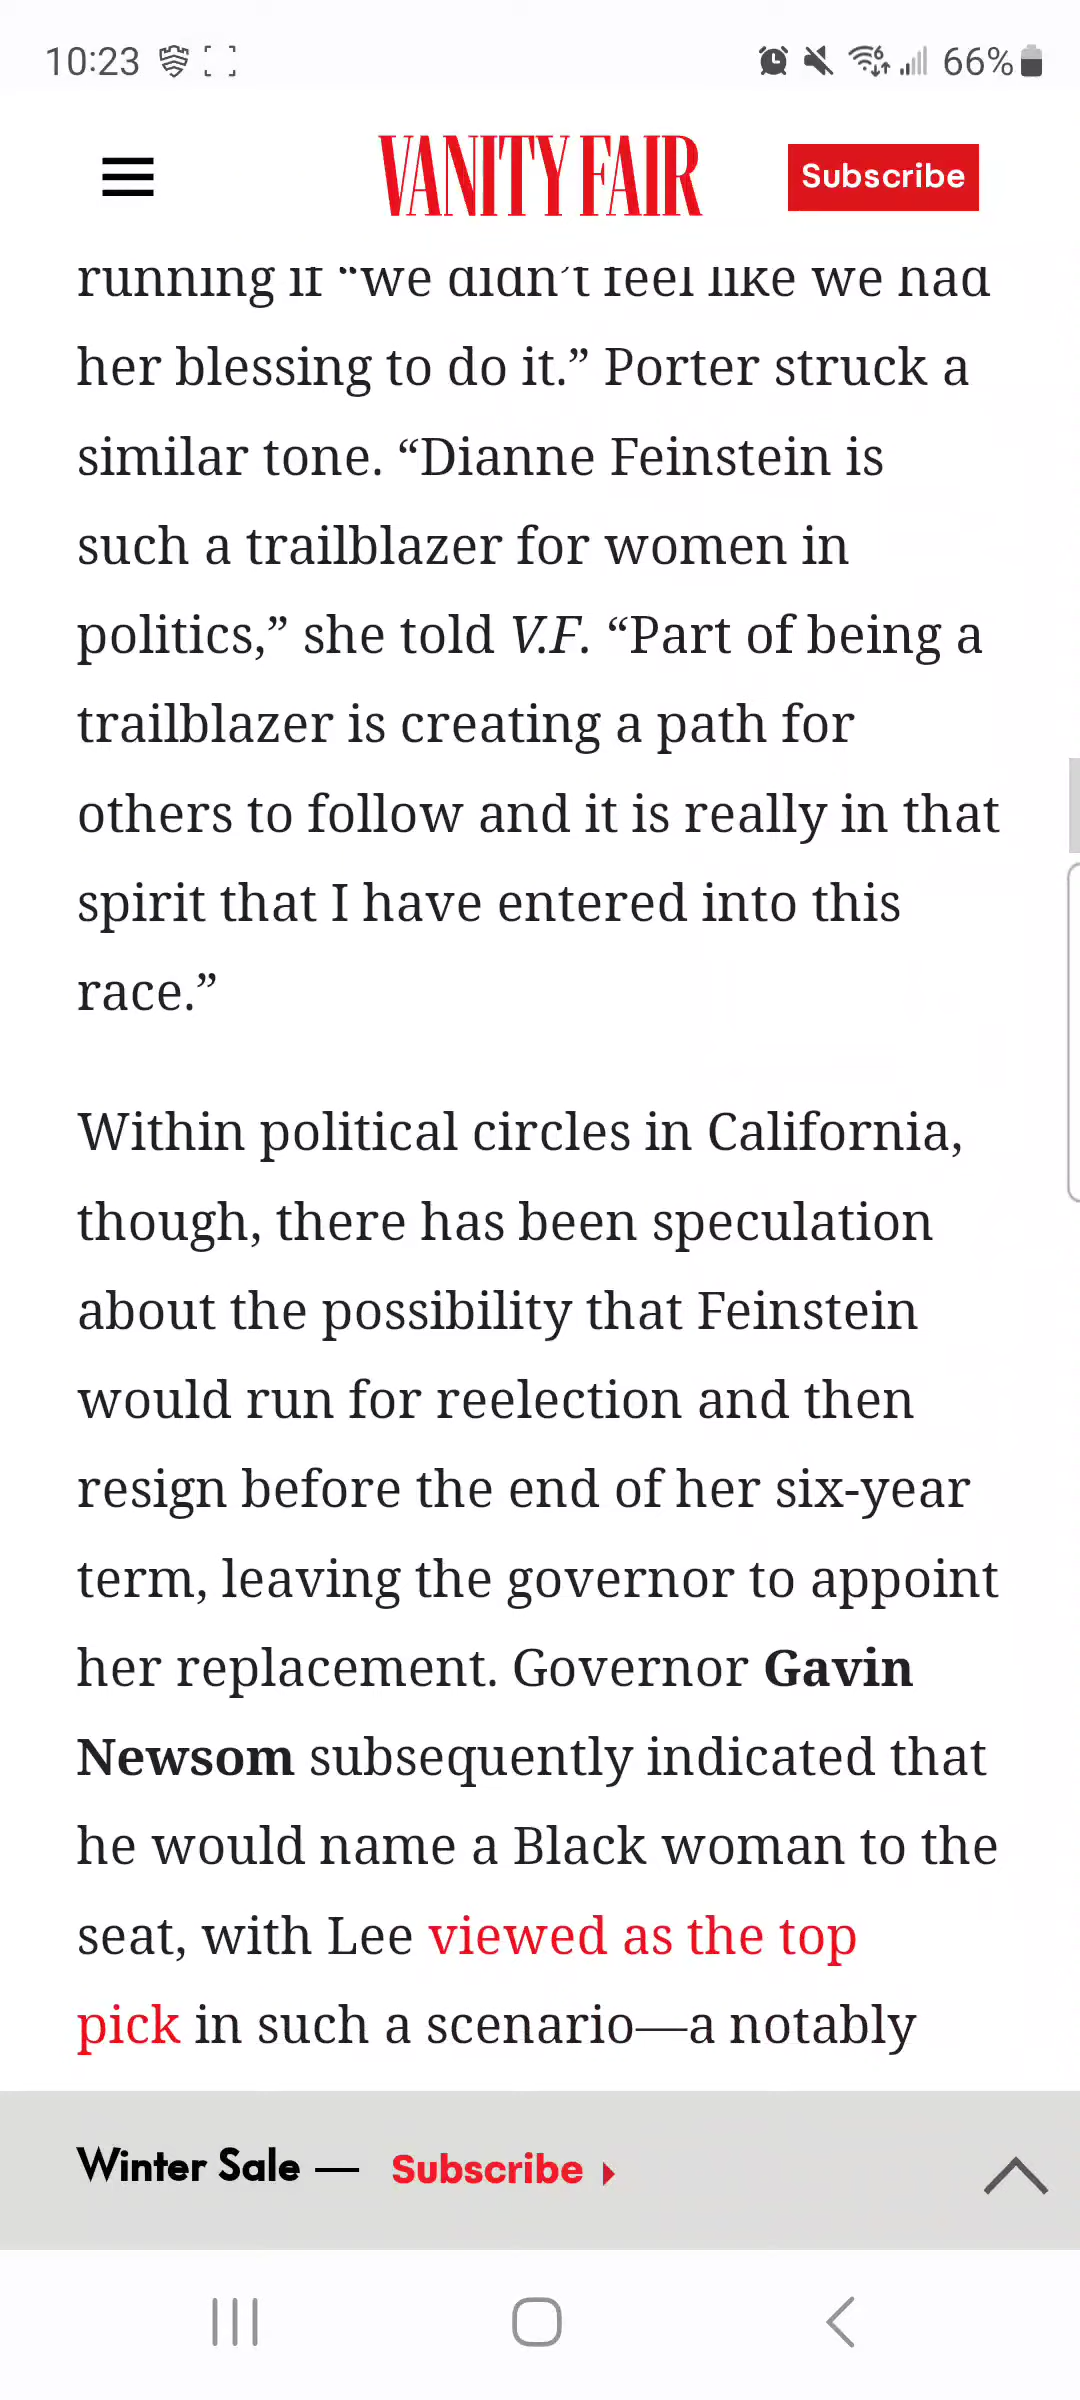 10:23
66%
VANITY FAIR
Subscribe
running if “we didn’t feel like we had
her blessing to do it.” Porter struck a
similar tone. “Dianne Feinstein is
such a trailblazer for women in
politics,” she told V.F. “Part of being a
trailblazer is creating a path for
others to follow and it is really in that
spirit that I have entered into this
race.”
Within political circles in California,
though, there has been speculation
about the possibility that Feinstein
would run for reelection and then
resign before the end of her six-year
term, leaving the governor to appoint
her replacement. Governor Gavin
Newsom subsequently indicated that
he would name a Black woman to the
seat, with Lee viewed as the top
pick in such a scenario—a notably
Winter Sale — Subscribe